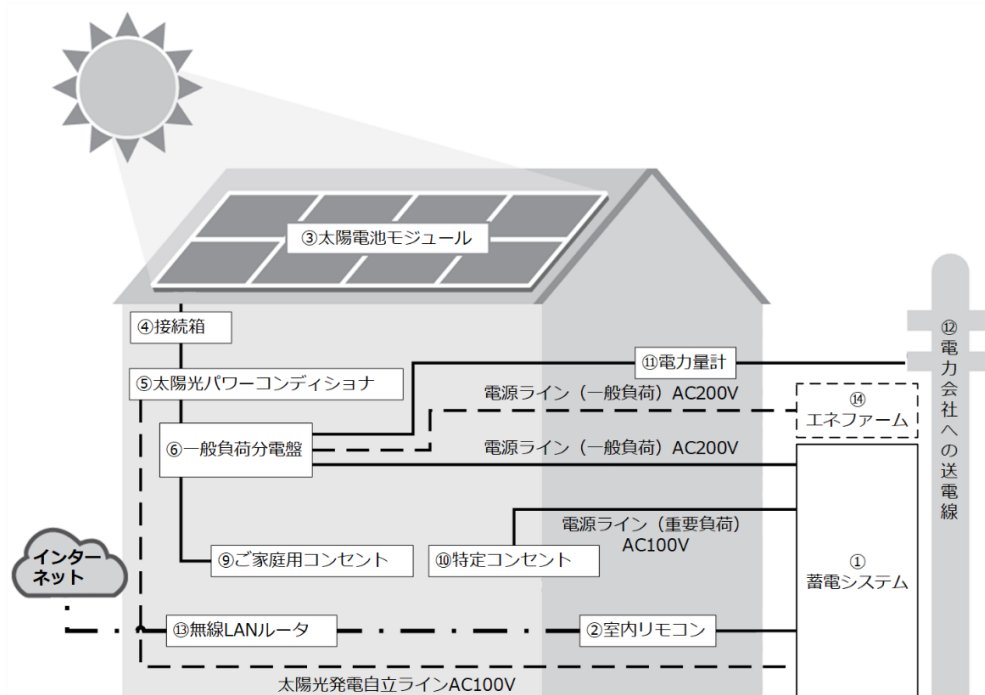 ③太陽電池モジュール
④接続箱
⑤太陽光パワーコンディショナ
⑪電力量計
⑫電力会社への送電線
電源ライン（一般負荷）AC200V
⑭
エネファーム
⑥一般負荷分電盤
電源ライン（一般負荷）AC200V
電源ライン（重要負荷）
AC100V
⑨ご家庭用コンセント
⑩特定コンセント
①
蓄電システム
インター
ネット
⑬無線LANルータ
②室内リモコン
太陽光発電自立ラインAC100V